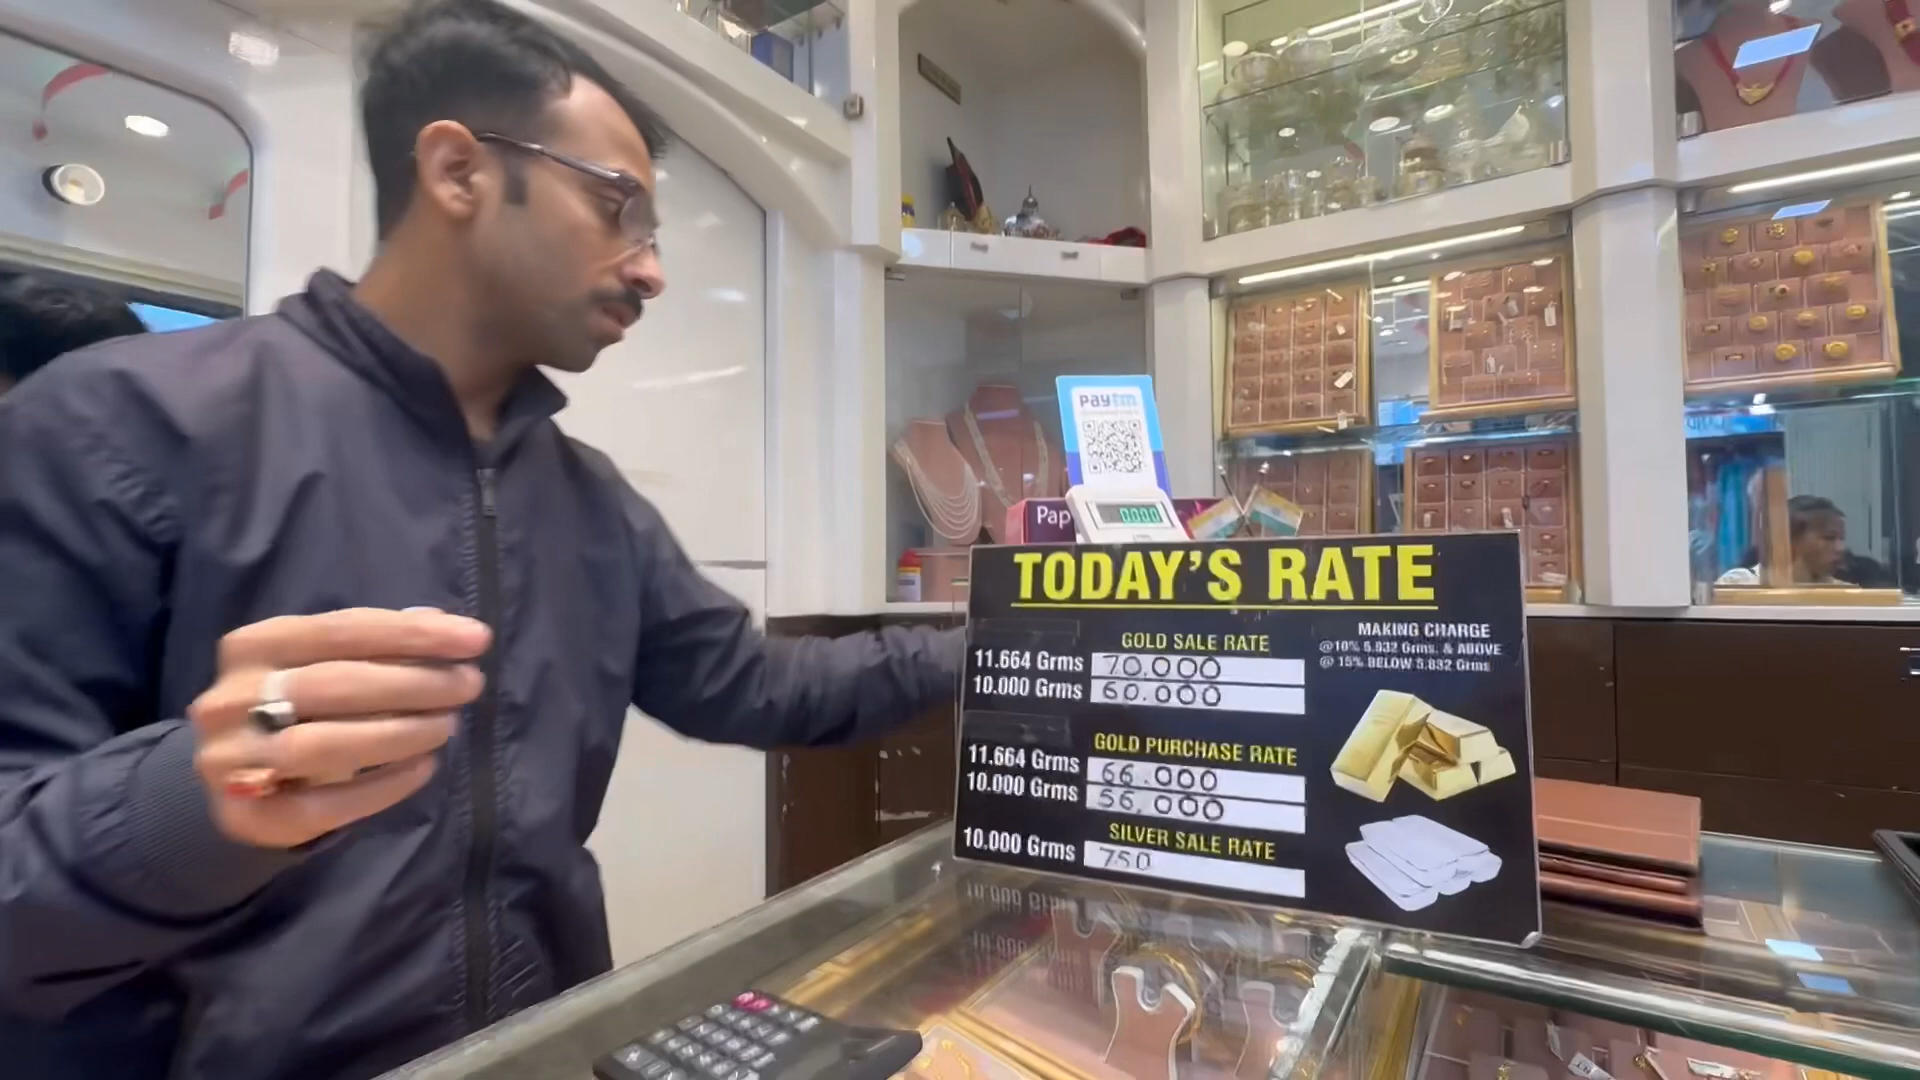 paytm
Pap
0.000
TODAY'S RATE
GOLD SALE RATE
11.664 Grms 70.000
10.000 Grms 60.000
MAKING CHARGE
@10% 5.832 Grms. & ABOVE
@ 15% BELOW 5.832 Grms
GOLD PURCHASE RATE
11.664 Grms 66.000
10.000 Grms 56.000
SILVER SALE RATE
10.000 Grms 750